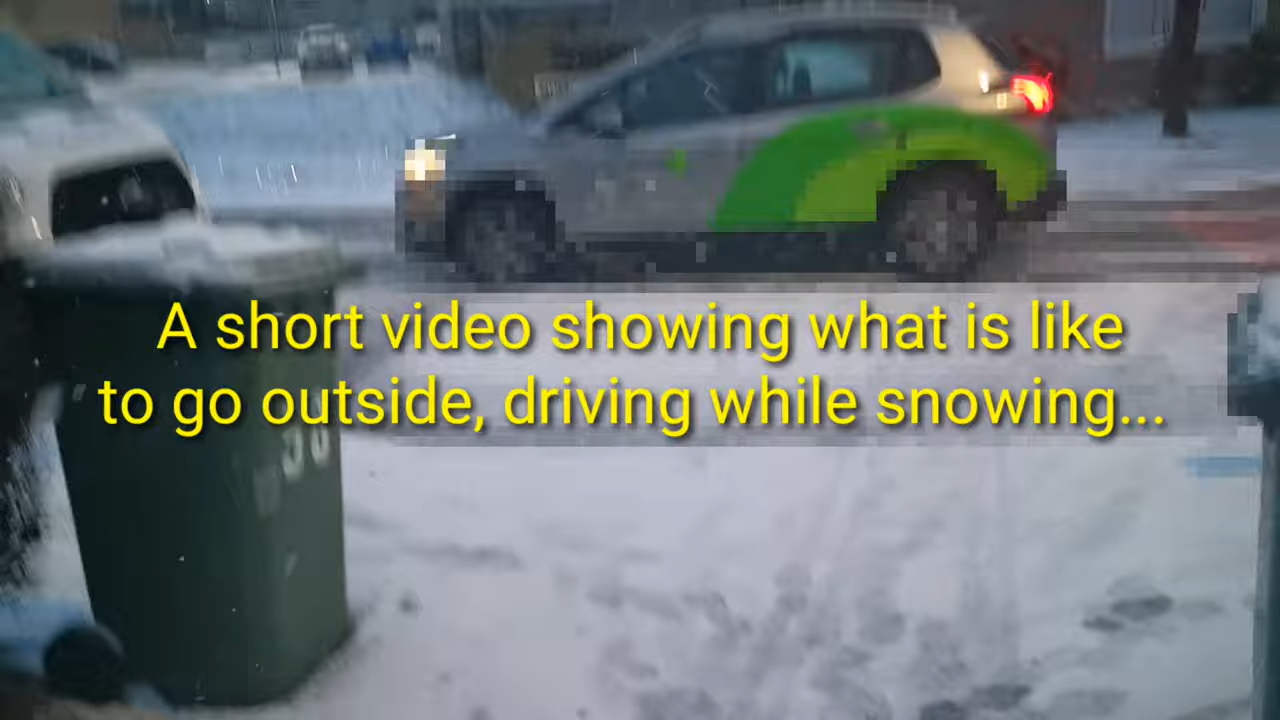 A short video showing what is like
to go outside, driving while snowing...